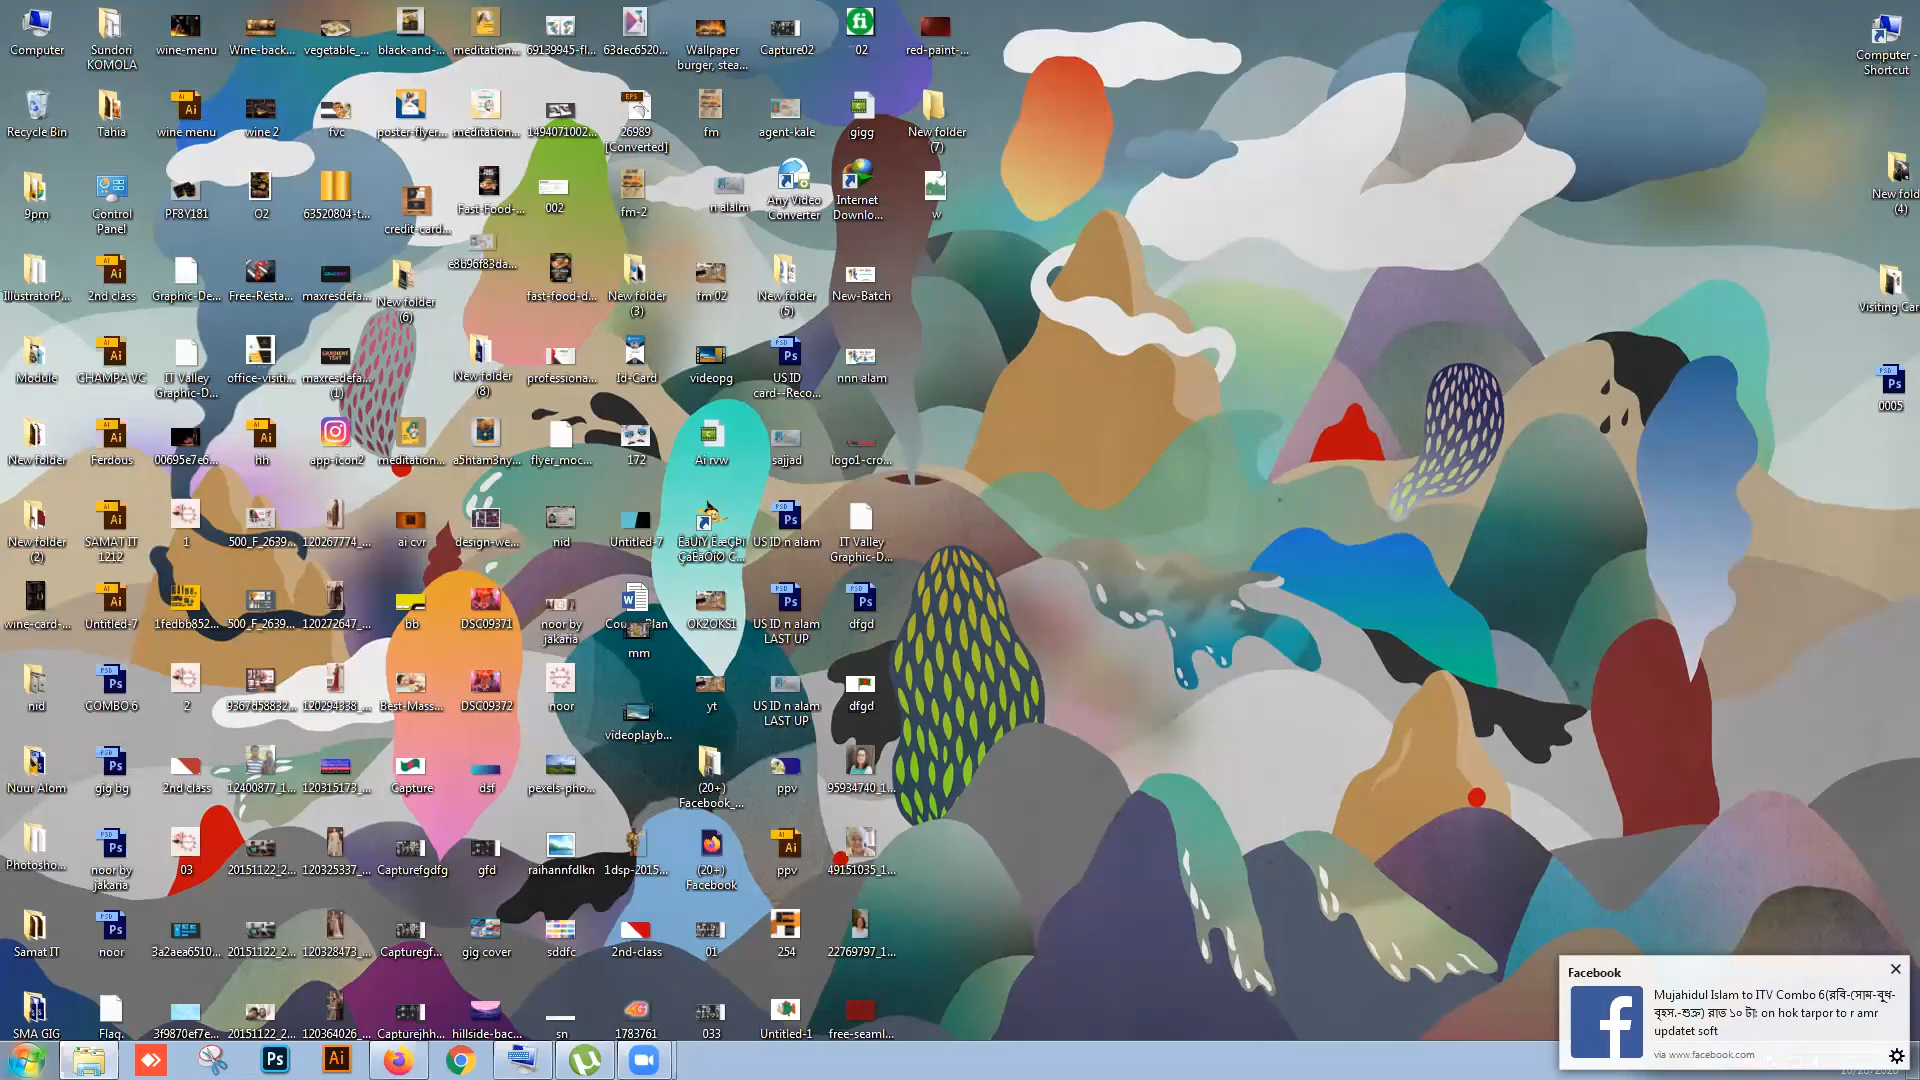 Computer
Sundori KOMOLA
wine-menu
Wine-back...
vegetable_...
black-and-...
meditation...
69139945-fl...
63dec6520...
Wallpaper burger, stea...
Capture02
02
red-paint-...
Computer - Shortcut
Recycle Bin
Tahia
wine menu
wine 2
fvc
poster-flyer...
meditation...
1494071002...
26989 [Converted]
fm
agent-kale
gigg
New folder (7)
9pm
Control Panel
PF8Y181
O2
63520804-t...
credit-card...
Fast-Food-...
002
fm-2
n alalm
Any Video Converter
Internet Downlo...
w
New fold (4)
e8b96f83da...
IllustratorP...
2nd class
Graphic-De...
Free-Resta...
maxresdefa...
New folder (6)
fast-food-d...
New folder (3)
fm 02
New folder (5)
New-Batch
Visiting Car
Module
CHAMPA VC
IT Valley Graphic-D...
office-visiti...
maxresdefa... (1)
New folder (8)
professiona...
Id-Card
videopg
US ID card--Reco...
nnn alam
0005
New folder
Ferdous
00695e7e6...
hh
app-icon2
meditation...
a5htam3ny...
flyer_moc...
172
Ai rvw
sajjad
logo1-cro...
New folder (2)
SAMAT IT 1212
1
500_F_2639...
120267774_...
ai cvr
design-we...
nid
Untitled-7
US ID n alam
IT Valley Graphic-D...
wine-card-...
Untitled-7
1fedbb852...
500_F_2639...
120272647_...
bb
DSC09371
noor by jakaria
mm
OK2OKS1
US ID n alam LAST UP
dfgd
nid
COMBO 6
2
9367d58832...
120294338_...
Best-Mass...
DSC09372
noor
videoplayb...
yt
US ID n alam LAST UP
dfgd
Nuur Alom
gig bg
2nd class
12400877_1...
120315173_...
Capture
dsf
pexels-pho...
(20+) Facebook_...
ppv
95934740_1...
Photosho...
noor by jakaria
03
20151122_2...
120325337_...
Capturefgdfg
gfd
raihannfdlkn
1dsp-2015...
(20+) Facebook
ppv
49151035_1...
Samat IT
noor
3a2aea6510...
20151122_2...
120328473_...
Capturegf...
gig cover
sddfc
2nd-class
01
254
22769797_1...
SMA GIG
Flag.
3f9870ef7e...
20151122_2...
120364026_...
Capturejhh...
hillside-bac...
sn
1783761
033
Untitled-1
free-seaml...
Facebook
Mujahidul Islam to ITV Combo 6(রবি-সোম-বুধ-
বৃহস.-শুক্র) রাত ১০ টা: on hok tarpor to r amr
updatet soft
via www.facebook.com